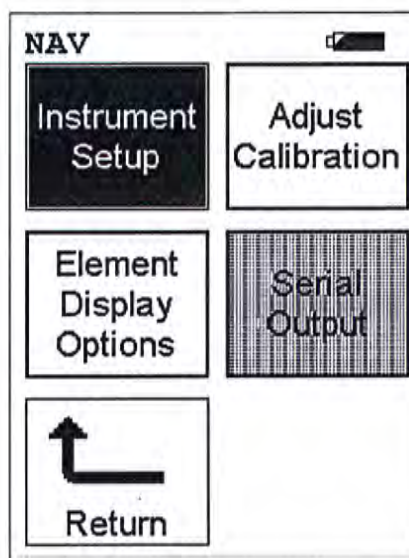 NAV
Instrument
Setup
Adjust
Calibration
Element
Display
Options
Serial
Output
Return